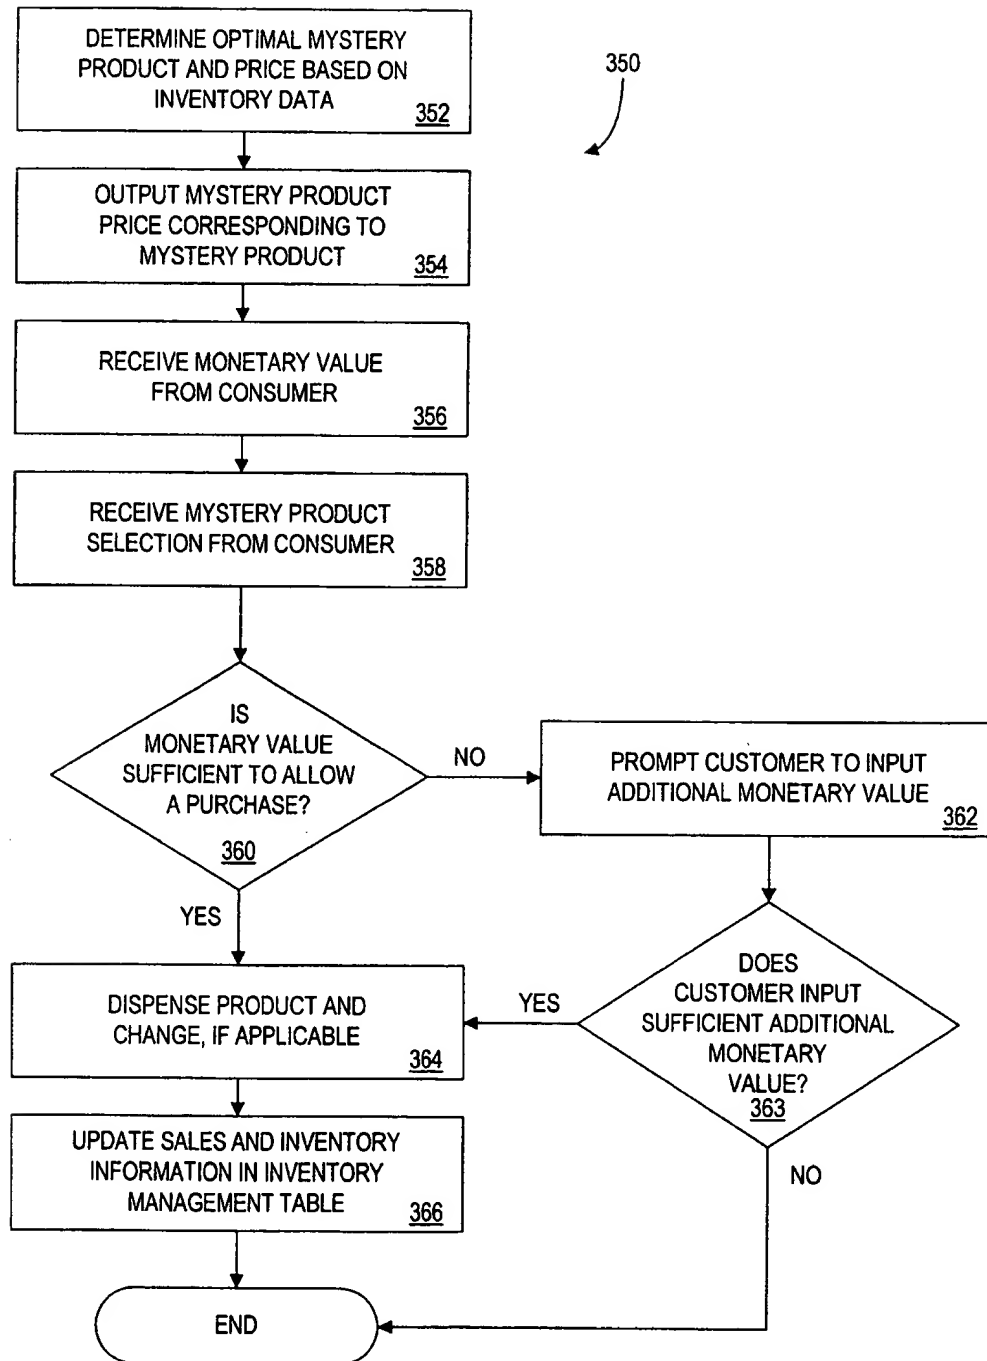 DETERMINE OPTIMAL MYSTERY
PRODUCT AND PRICE BASED ON
INVENTORY DATA
352
350
OUTPUT MYSTERY PRODUCT
PRICE CORRESPONDING TO
MYSTERY PRODUCT
354
RECEIVE MONETARY VALUE
FROM CONSUMER
356
RECEIVE MYSTERY PRODUCT
SELECTION FROM CONSUMER
358
IS
MONETARY VALUE
SUFFICIENT TO ALLOW
A PURCHASE?
360
NO
PROMPT CUSTOMER TO INPUT
ADDITIONAL MONETARY VALUE
362
YES
DOES
CUSTOMER INPUT
SUFFICIENT ADDITIONAL
MONETARY
VALUE?
363
YES
NO
DISPENSE PRODUCT AND
CHANGE, IF APPLICABLE
364
UPDATE SALES AND INVENTORY
INFORMATION IN INVENTORY
MANAGEMENT TABLE
366
END